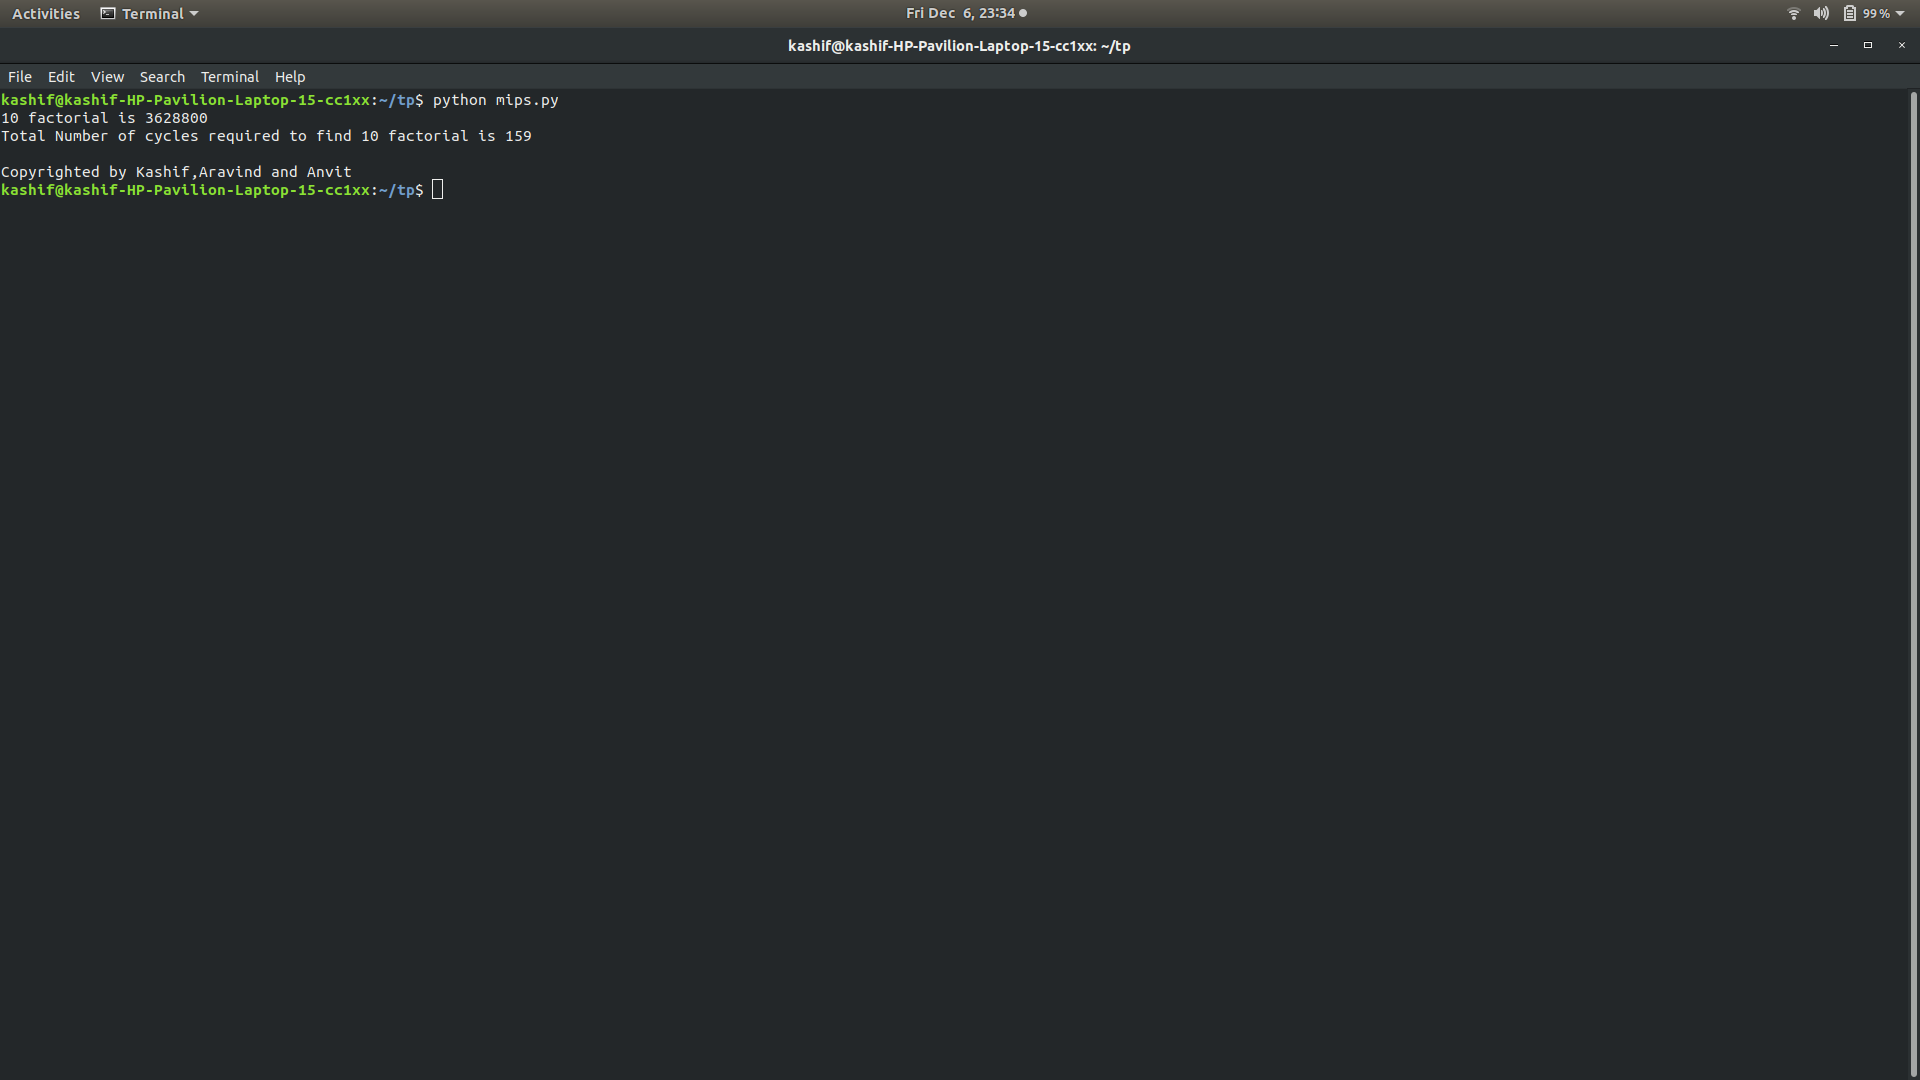 Activities Terminal Fri Dec 6, 23:34 99 %
kashif@kashif-HP-Pavilion-Laptop-15-cc1xx: ~/tp
File Edit View Search Terminal Help
kashif@kashif-HP-Pavilion-Laptop-15-cc1xx:~/tp$ python mips.py
10 factorial is 3628800
Total Number of cycles required to find 10 factorial is 159
Copyrighted by Kashif,Aravind and Anvit
kashif@kashif-HP-Pavilion-Laptop-15-cc1xx:~/tp$